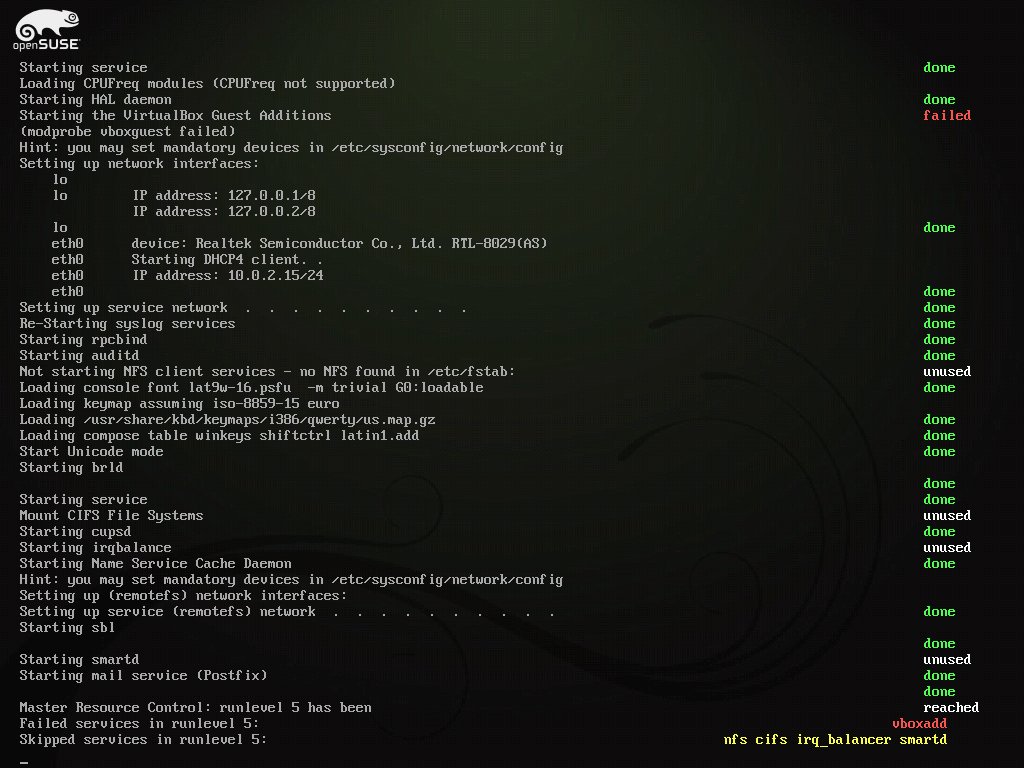 openSUSE
Starting service done
Loading CPUFreq modules (CPUFreq not supported)
Starting HAL daemon done
Starting the VirtualBox Guest Additions failed
(modprobe vboxguest failed)
Hint: you may set mandatory devices in /etc/sysconfig/network/config
Setting up network interfaces:
lo
lo IP address: 127.0.0.1/8
IP address: 127.0.0.2/8
lo done
eth0 device: Realtek Semiconductor Co., Ltd. RTL-8029(AS)
eth0 Starting DHCP4 client. .
eth0 IP address: 10.0.2.15/24
eth0 done
Setting up service network . . . . . . . . . . done
Re-Starting syslog services done
Starting rpcbind done
Starting auditd done
Not starting NFS client services - no NFS found in /etc/fstab: unused
Loading console font lat9w-16.psfu -m trivial G0:loadable done
Loading keymap assuming iso-8859-15 euro
Loading /usr/share/kbd/keymaps/i386/qwerty/us.map.gz done
Loading compose table winkeys shiftctrl latin1.add done
Start Unicode mode done
Starting brld
done
Starting service done
Mount CIFS File Systems unused
Starting cupsd done
Starting irqbalance unused
Starting Name Service Cache Daemon done
Hint: you may set mandatory devices in /etc/sysconfig/network/config
Setting up (remotefs) network interfaces:
Setting up service (remotefs) network . . . . . . . . . . done
Starting sbl
done
Starting smartd unused
Starting mail service (Postfix) done
done
Master Resource Control: runlevel 5 has been reached
Failed services in runlevel 5: vboxadd
Skipped services in runlevel 5: nfs cifs irq_balancer smartd
_